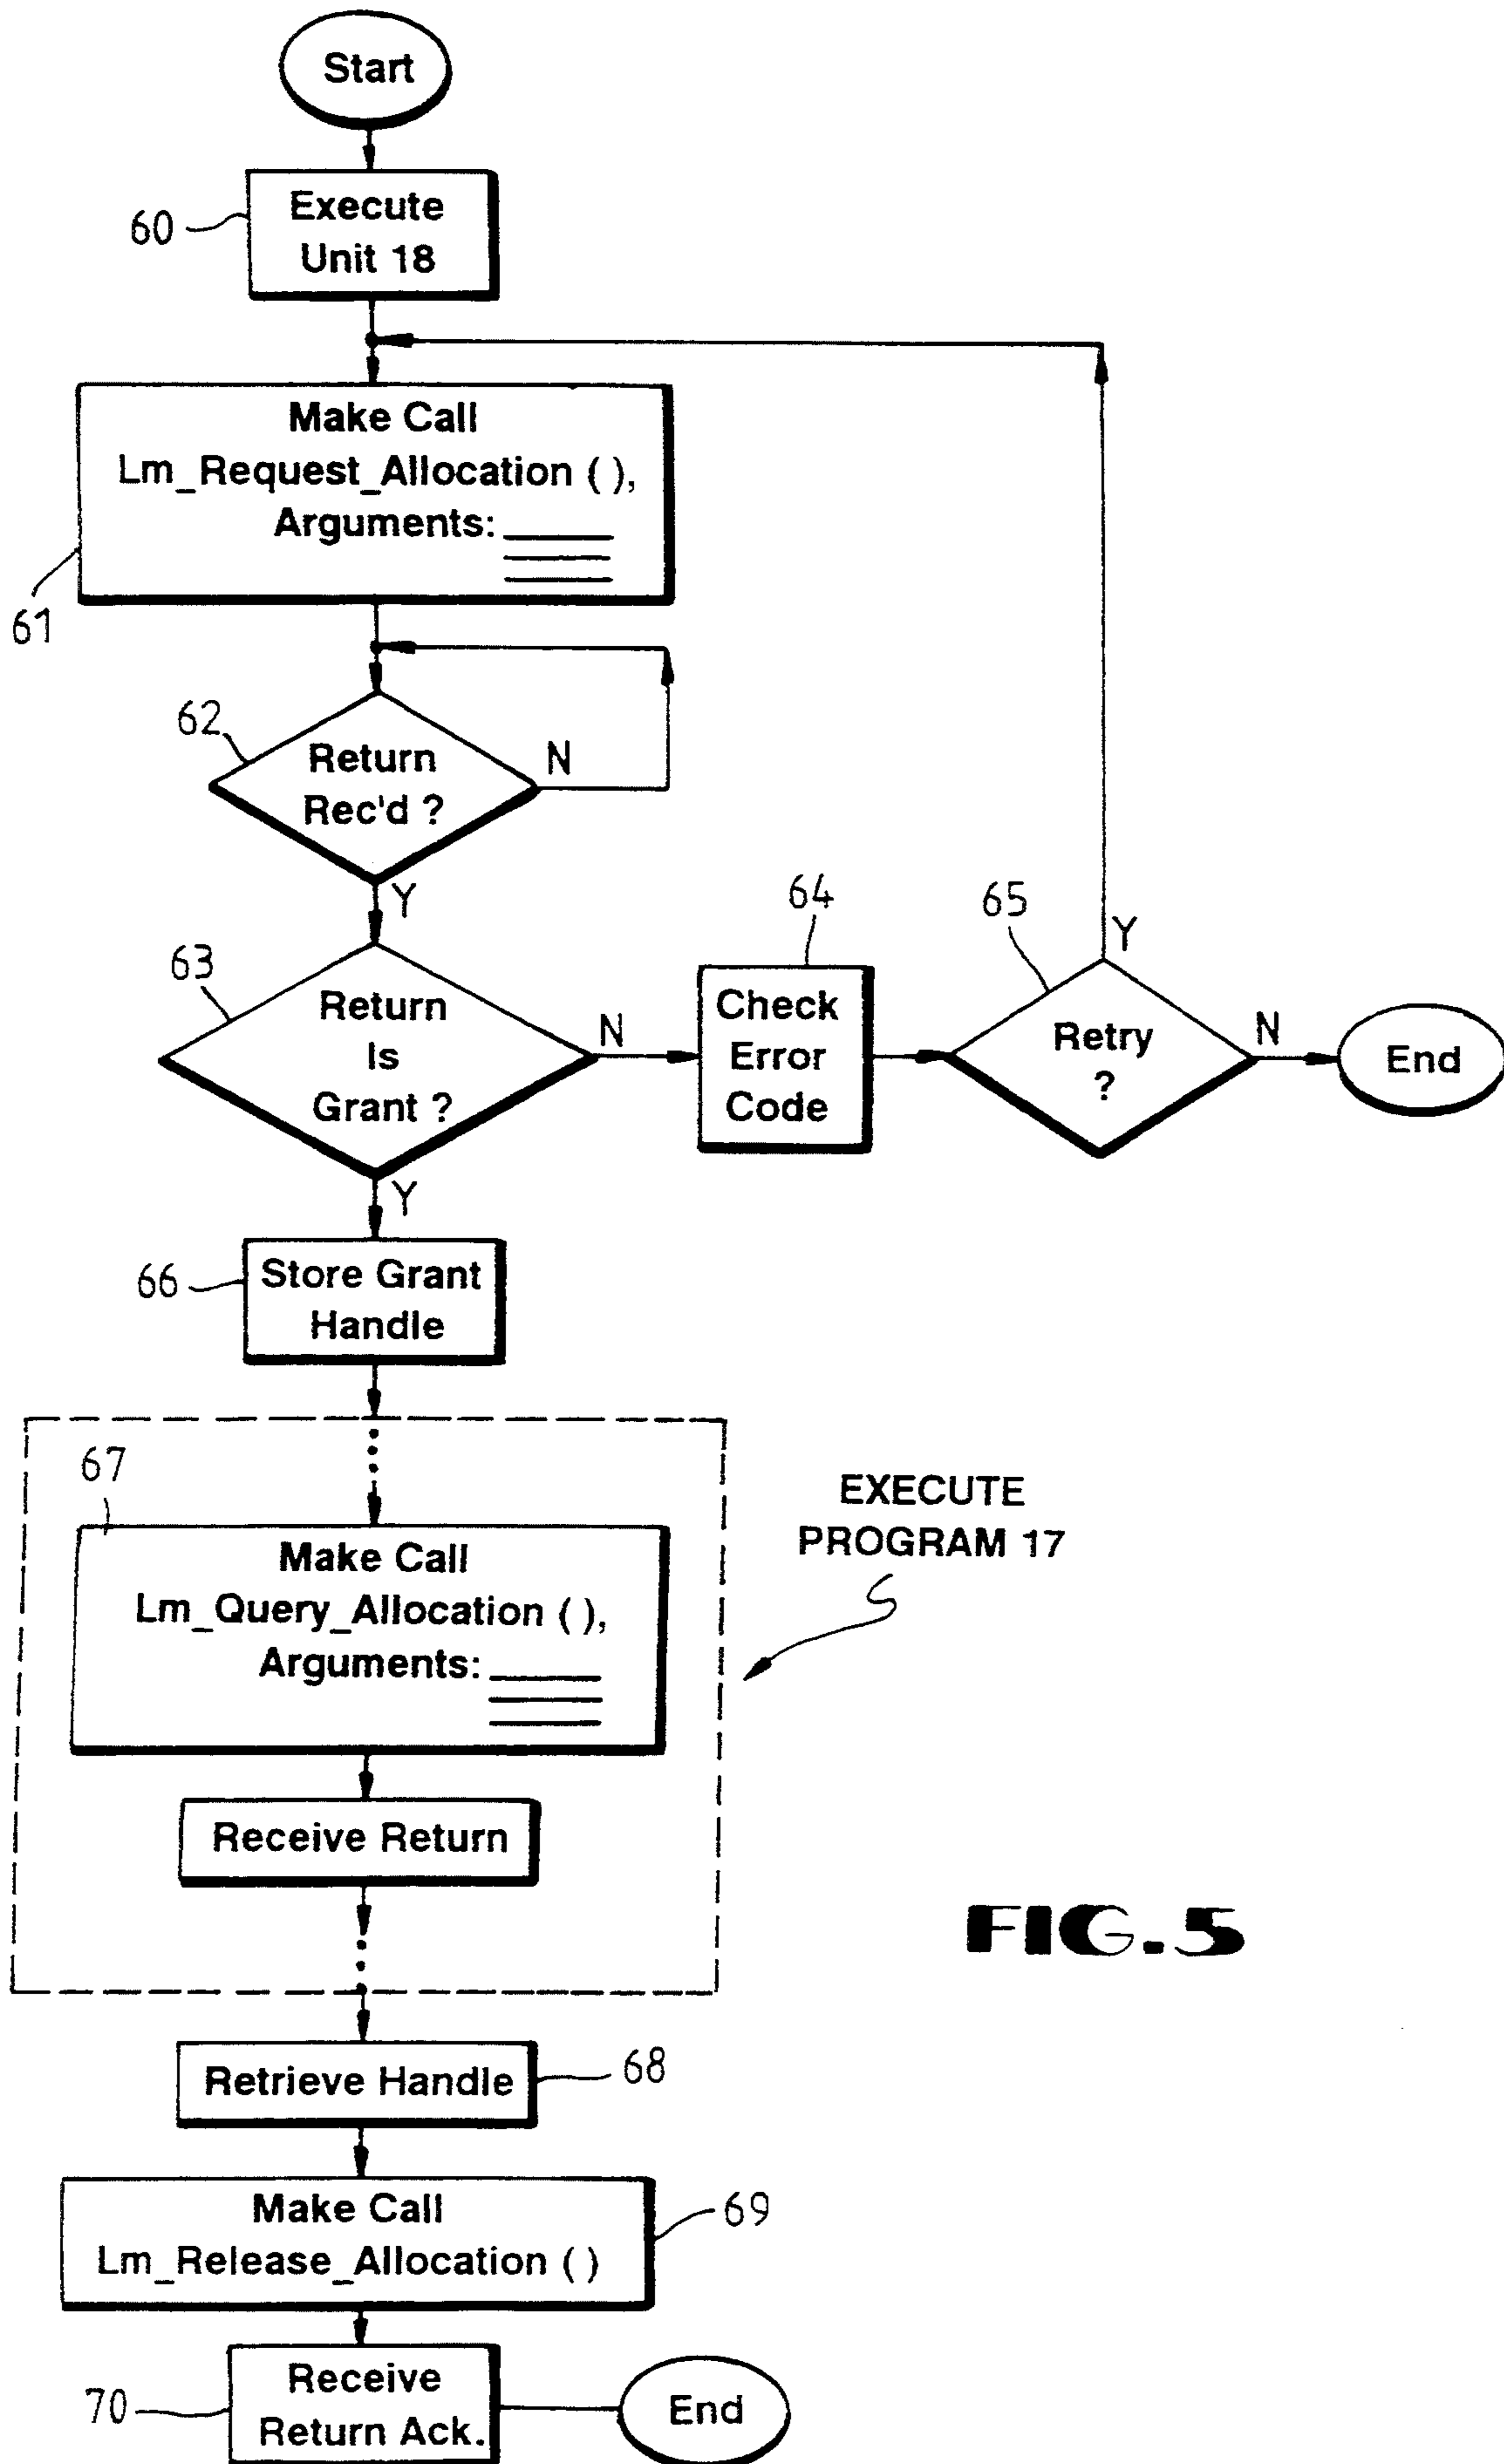 Start
60
Execute
Unit 18
Make Call
Lm_Request_Allocation ( ),
Arguments:
61
62
Return
Rec'd ?
N
Y
63
Return
Is
Grant ?
N
64
Check
Error
Code
65
Retry
?
Y
N
End
Y
66
Store Grant
Handle
67
Make Call
Lm_Query_Allocation ( ),
Arguments:
EXECUTE
PROGRAM 17
Receive Return
FIG.5
Retrieve Handle
68
Make Call
Lm_Release_Allocation ( )
69
70
Receive
Return Ack.
End